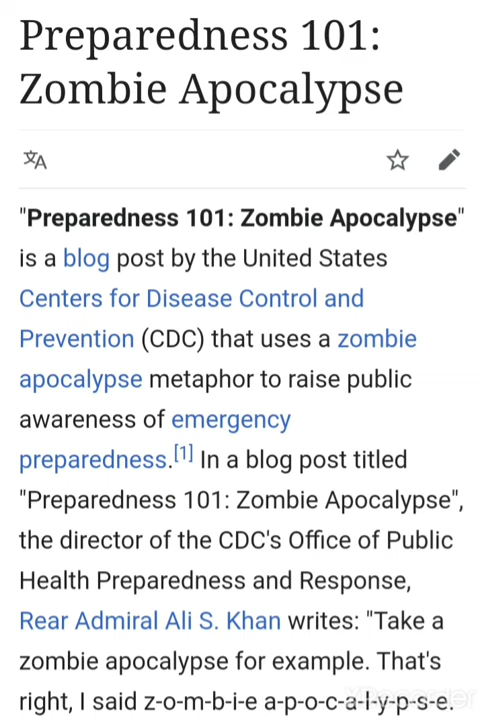 Preparedness 101:
Zombie Apocalypse
"Preparedness 101: Zombie Apocalypse"
is a blog post by the United States
Centers for Disease Control and
Prevention (CDC) that uses a zombie
apocalypse metaphor to raise public
awareness of emergency
preparedness.[1] In a blog post titled
"Preparedness 101: Zombie Apocalypse",
the director of the CDC's Office of Public
Health Preparedness and Response,
Rear Admiral Ali S. Khan writes: "Take a
zombie apocalypse for example. That's
right, I said z-o-m-b-i-e a-p-o-c-a-l-y-p-s-e.
XRecorder